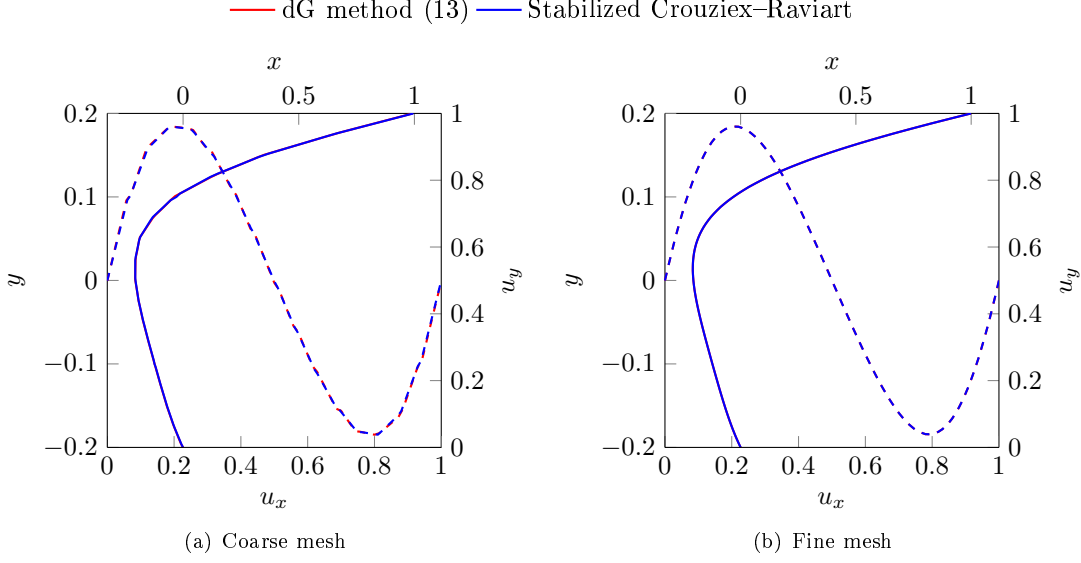 dG method (13) Stabilized Crouziex–Raviart
x x
0 0.5 1 0 0.5 1
0.2 1 0.2 1
0.1 0.8 0.1 0.8
0.6 0.6
y 0 u_y y 0 u_y
0.4 0.4
−0.1 0.2 −0.1 0.2
−0.2 0 −0.2 0
0 0.2 0.4 0.6 0.8 1 0 0.2 0.4 0.6 0.8 1
u_x u_x
(a) Coarse mesh (b) Fine mesh